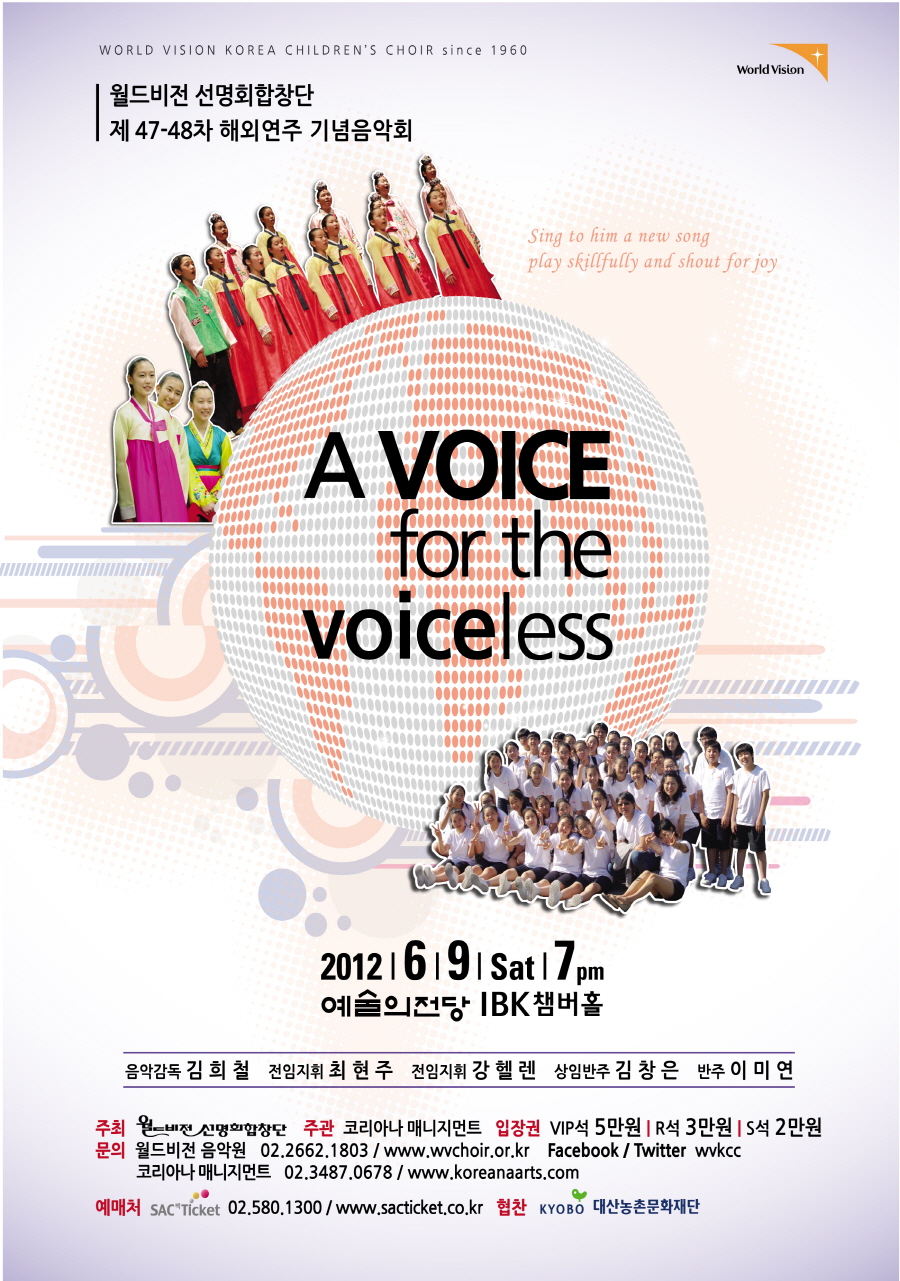 WORLD VISION KOREA CHILDREN'S CHOIR since 1960
World Vision
월드비전 선명회합창단
제 47-48차 해외연주 기념음악회
Sing to him a new song
play skillfully and shout for joy
A VOICE
for the
voiceless
2012 | 6 | 9 | Sat | 7pm
예술의전당 IBK챔버홀
음악감독 김희철 전임지휘 최현주 전임지휘 강헬렌 상임반주 김창은 반주 이미연
주최 월드비전 선명회합창단 주관 코리아나 매니지먼트 입장권 VIP석 5만원 | R석 3만원 | S석 2만원
문의 월드비전 음악원 02.2662.1803 / www.wvchoir.or.kr Facebook / Twitter wvkcc
코리아나 매니지먼트 02.3487.0678 / www.koreanaarts.com
예매처 SAC Ticket 02.580.1300 / www.sacticket.co.kr 협찬 KYOBO 대산농촌문화재단